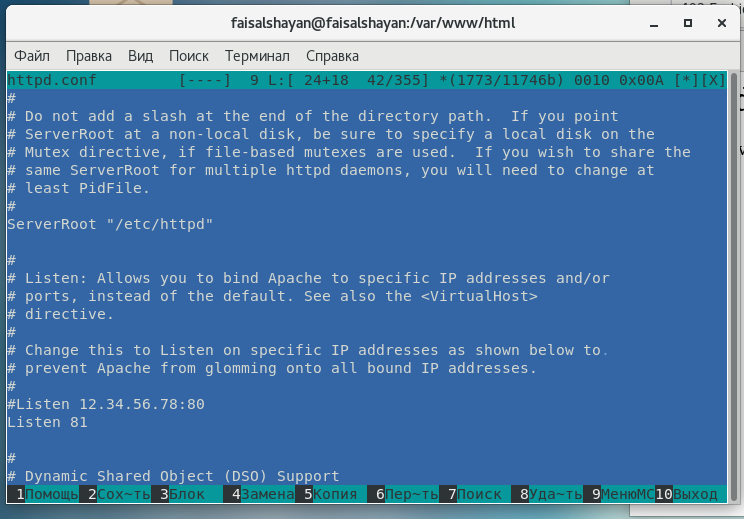 faisalshayan@faisalshayan:/var/www/html
Файл Правка Вид Поиск Терминал Справка
httpd.conf [----] 9 L:[ 24+18 42/355] *(1773/11746b) 0010 0x00A [*][X]
#
# Do not add a slash at the end of the directory path. If you point
# ServerRoot at a non-local disk, be sure to specify a local disk on the
# Mutex directive, if file-based mutexes are used. If you wish to share the
# same ServerRoot for multiple httpd daemons, you will need to change at
# least PidFile.
#
ServerRoot "/etc/httpd"
#
# Listen: Allows you to bind Apache to specific IP addresses and/or
# ports, instead of the default. See also the <VirtualHost>
# directive.
#
# Change this to Listen on specific IP addresses as shown below to.
# prevent Apache from glomming onto all bound IP addresses.
#
#Listen 12.34.56.78:80
Listen 81
#
# Dynamic Shared Object (DSO) Support
1Помощь 2Сох~ть 3Блок 4Замена 5Копия 6Пер~ть 7Поиск 8Уда~ть 9МенюMC 10Выход